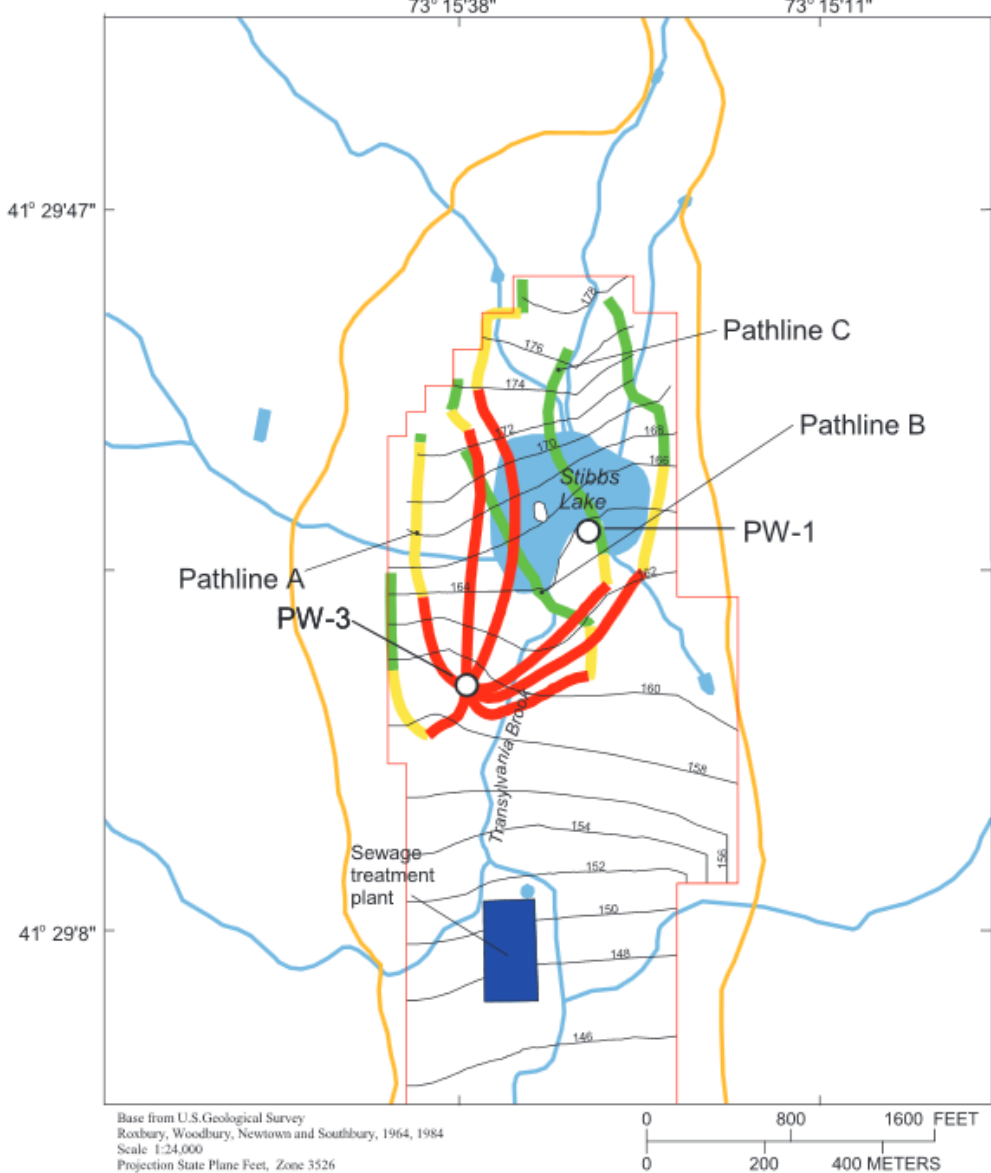 73° 15'38"
73° 15'11"
41° 29'47"
178
Pathline C
176
174
172
Pathline B
170
168
166
Stibbs
Lake
PW-1
Pathline A
164
162
PW-3
160
Transylvania Brook
158
154
156
Sewage
treatment
plant
152
150
41° 29'8"
148
146
Base from U.S.Geological Survey
Roxbury, Woodbury, Newtown and Southbury, 1964, 1984
Scale 1:24,000
Projection State Plane Feet, Zone 3526
0 800 1600 FEET
0 200 400 METERS